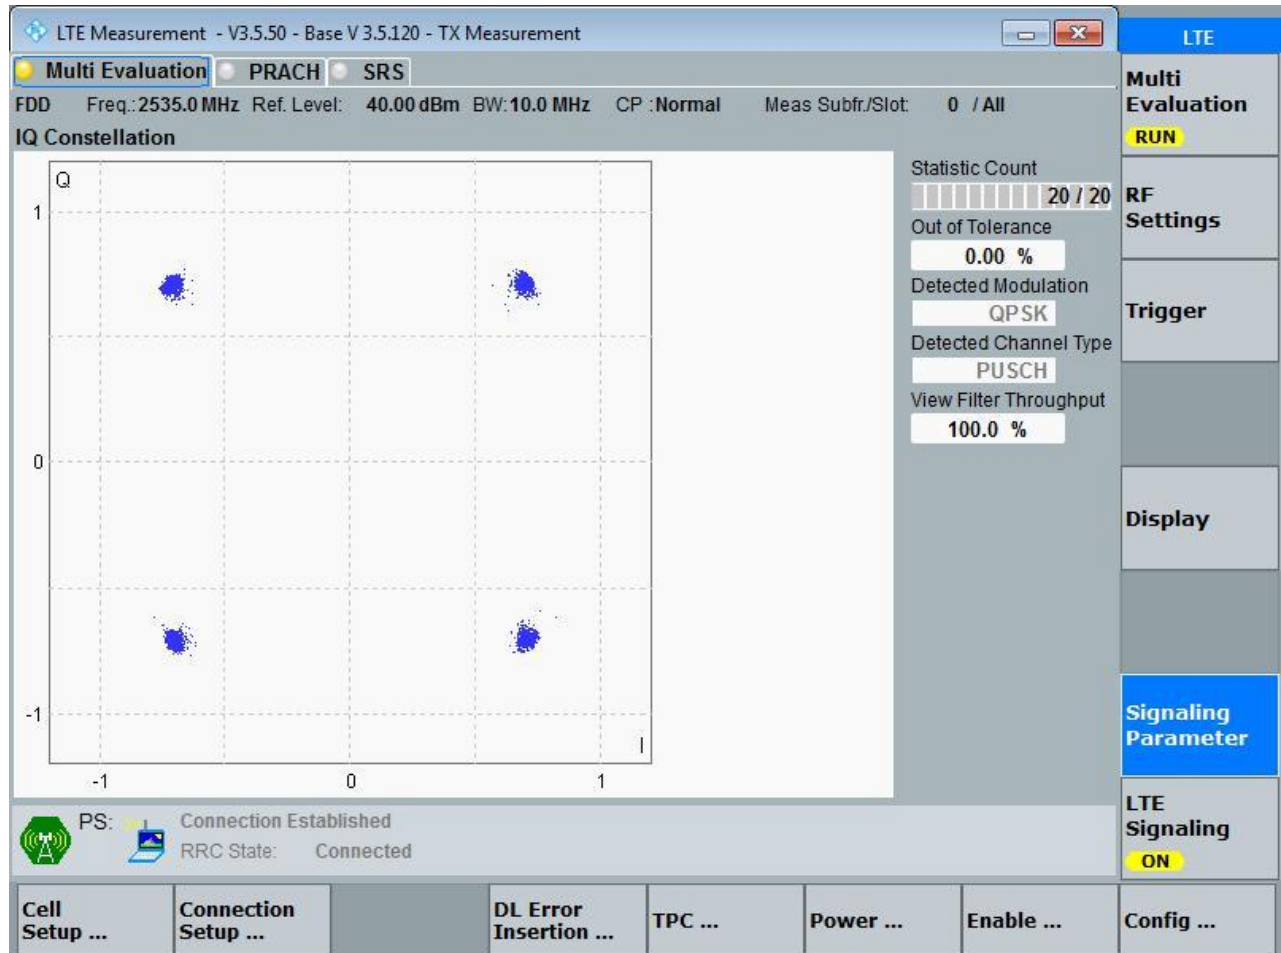 LTE Measurement - V3.5.50 - Base V 3.5.120 - TX Measurement
LTE
Multi Evaluation PRACH SRS
FDD Freq.: 2535.0 MHz Ref. Level: 40.00 dBm BW: 10.0 MHz CP : Normal Meas Subfr./Slot: 0 / All
IQ Constellation
Q
1
0
-1
I
-1 0 1
Statistic Count
20 / 20
Out of Tolerance
0.00 %
Detected Modulation
QPSK
Detected Channel Type
PUSCH
View Filter Throughput
100.0 %
Multi
Evaluation
RUN
RF
Settings
Trigger
Display
Signaling
Parameter
LTE
Signaling
ON
PS: Connection Established
RRC State: Connected
Cell
Setup ...
Connection
Setup ...
DL Error
Insertion ...
TPC ...
Power ...
Enable ...
Config ...